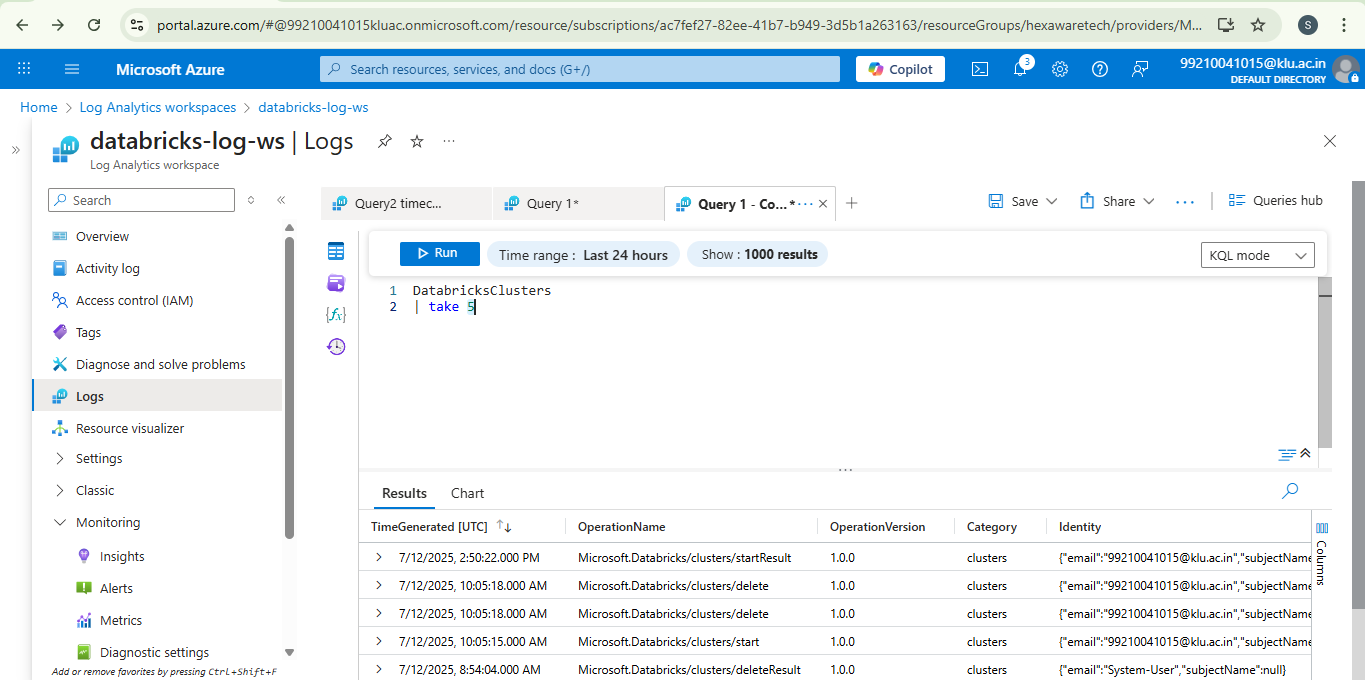 portal.azure.com/#@99210041015kluac.onmicrosoft.com/resource/subscriptions/ac7fef27-82ee-41b7-b949-3d5b1a263163/resourceGroups/hexawaretech/providers/M...
S
Microsoft Azure
Search resources, services, and docs (G+/)
Copilot
3
99210041015@klu.ac.in
DEFAULT DIRECTORY
Home > Log Analytics workspaces > databricks-log-ws
databricks-log-ws | Logs
Log Analytics workspace
Search
Overview
Activity log
Access control (IAM)
Tags
Diagnose and solve problems
Logs
Resource visualizer
Settings
Classic
Monitoring
Insights
Alerts
Metrics
Diagnostic settings
Add or remove favorites by pressing Ctrl+Shift+F
Query2 timec...
Query 1*
Query 1 - Co...*
Save
Share
Queries hub
Run
Time range : Last 24 hours
Show : 1000 results
KQL mode
1 DatabricksClusters
2 | take 5
Results Chart
TimeGenerated [UTC] OperationName OperationVersion Category Identity
7/12/2025, 2:50:22.000 PM Microsoft.Databricks/clusters/startResult 1.0.0 clusters {"email":"99210041015@klu.ac.in","subjectName
7/12/2025, 10:05:18.000 AM Microsoft.Databricks/clusters/delete 1.0.0 clusters {"email":"99210041015@klu.ac.in","subjectName
7/12/2025, 10:05:18.000 AM Microsoft.Databricks/clusters/delete 1.0.0 clusters {"email":"99210041015@klu.ac.in","subjectName
7/12/2025, 10:05:15.000 AM Microsoft.Databricks/clusters/start 1.0.0 clusters {"email":"99210041015@klu.ac.in","subjectName
7/12/2025, 8:54:04.000 AM Microsoft.Databricks/clusters/deleteResult 1.0.0 clusters {"email":"System-User","subjectName":null}
Columns